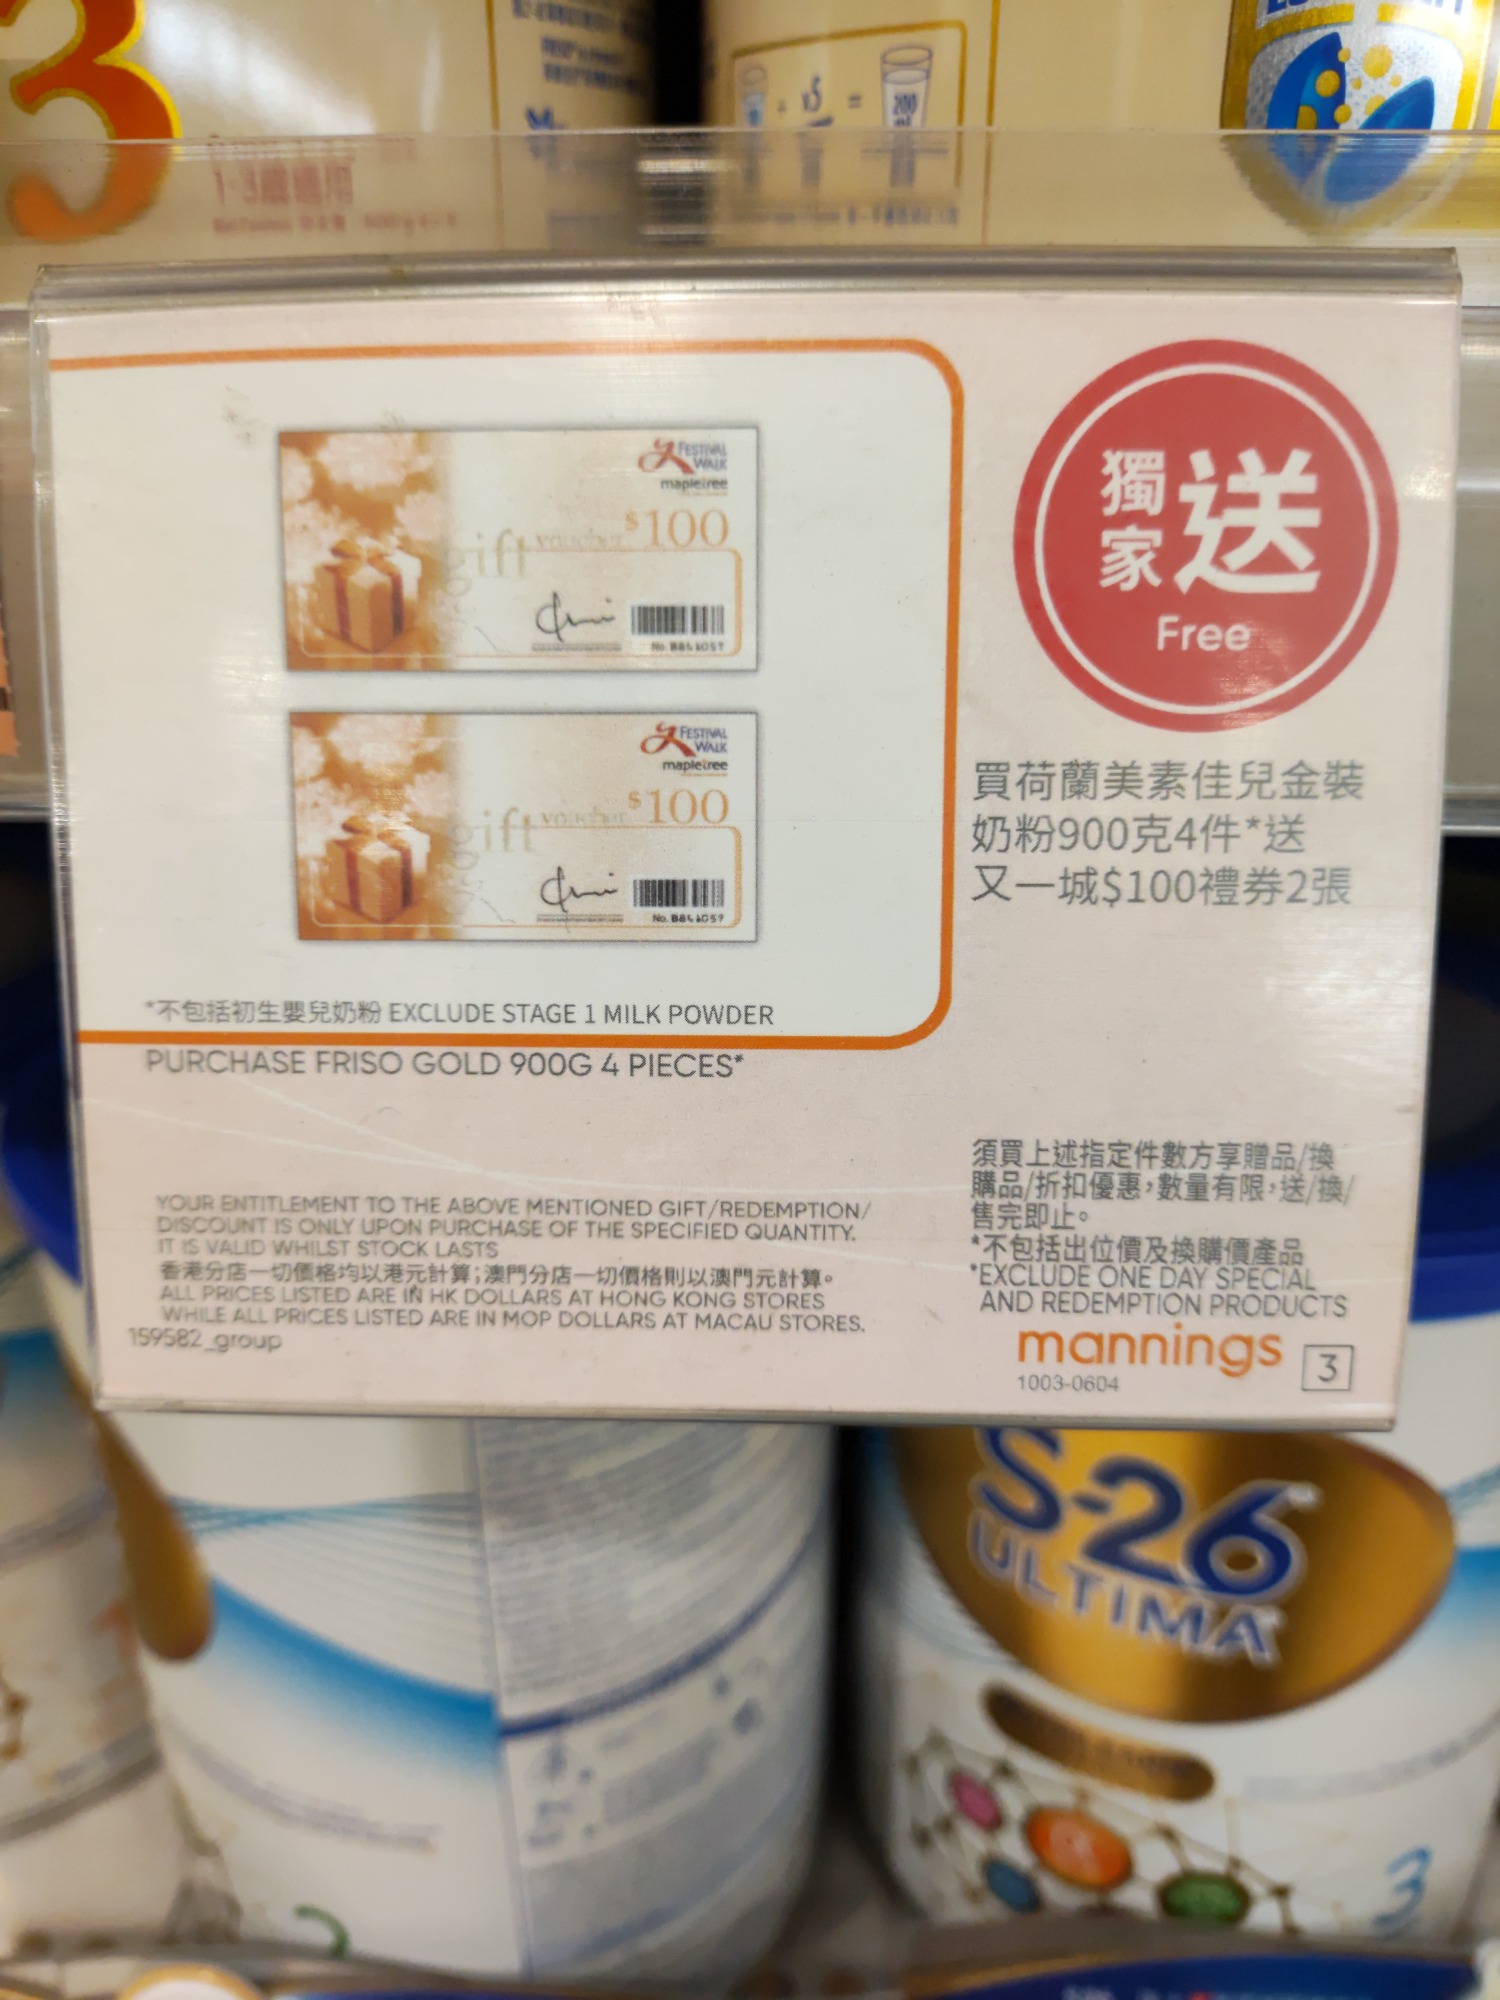 3
1-3歲適用
x5
=
200
ml
FESTIVAL
WALK
mapletree
gift voucher $100
FESTIVAL
WALK
mapletree
gift voucher $100
*不包括初生嬰兒奶粉 EXCLUDE STAGE 1 MILK POWDER
PURCHASE FRISO GOLD 900G 4 PIECES*
獨家送
Free
買荷蘭美素佳兒金裝
奶粉900克4件*送
又一城$100禮券2張
YOUR ENTITLEMENT TO THE ABOVE MENTIONED GIFT/REDEMPTION/
DISCOUNT IS ONLY UPON PURCHASE OF THE SPECIFIED QUANTITY.
IT IS VALID WHILST STOCK LASTS
香港分店一切價格均以港元計算;澳門分店一切價格則以澳門元計算。
ALL PRICES LISTED ARE IN HK DOLLARS AT HONG KONG STORES
WHILE ALL PRICES LISTED ARE IN MOP DOLLARS AT MACAU STORES.
159582_group
須買上述指定件數方享贈品/換
購品/折扣優惠,數量有限,送/換/
售完即止。
*不包括出位價及換購價產品
*EXCLUDE ONE DAY SPECIAL
AND REDEMPTION PRODUCTS
mannings
1003-0604
3
S-26
ULTIMA
3